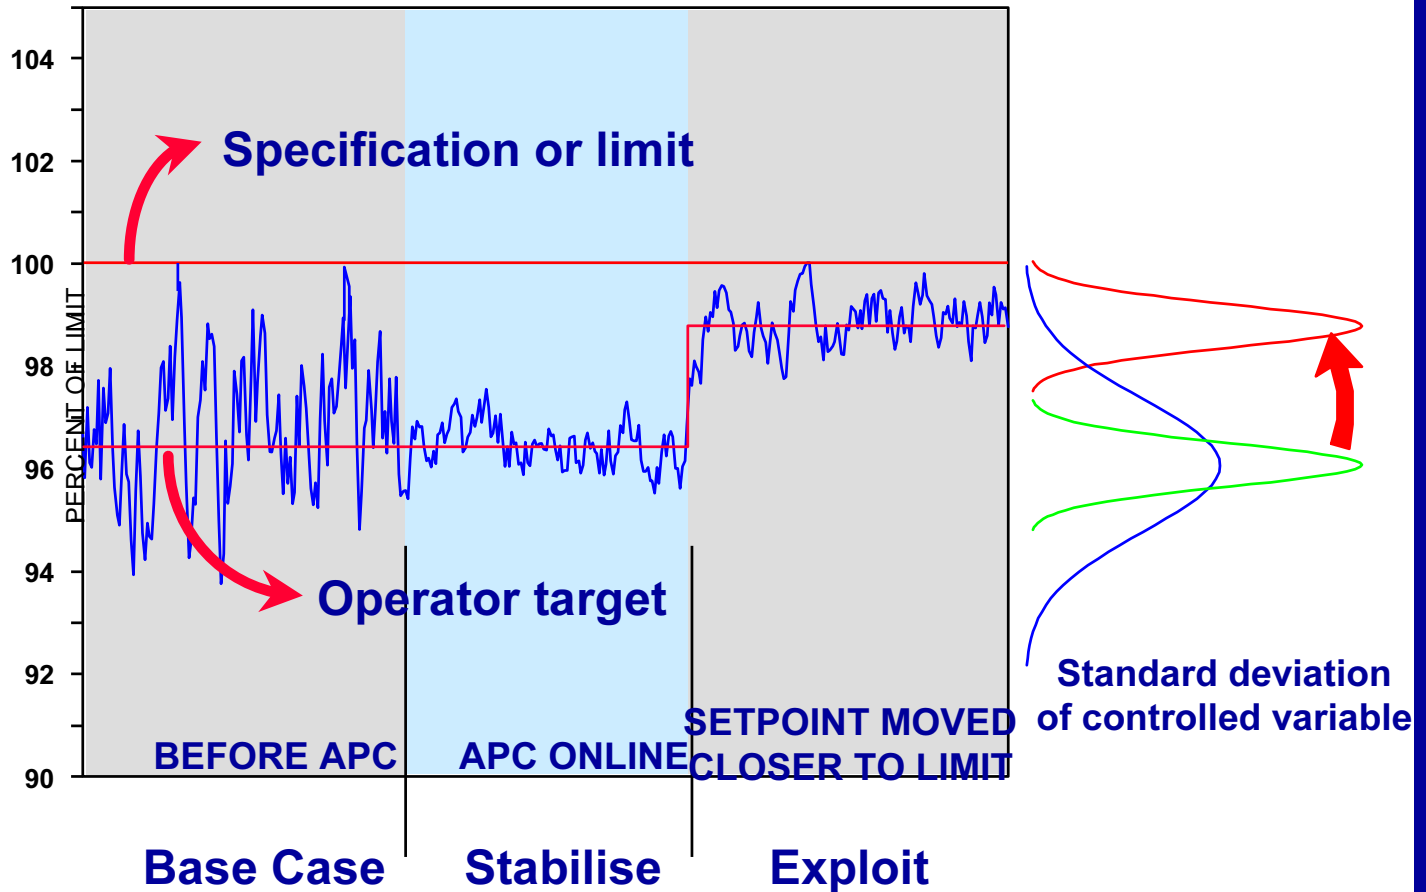 104
102
100
98
96
94
92
90
PERCENT OF LIMIT
Specification or limit
Operator target
BEFORE APC
APC ONLINE
SETPOINT MOVED
CLOSER TO LIMIT
Standard deviation
of controlled variable
Base Case
Stabilise
Exploit